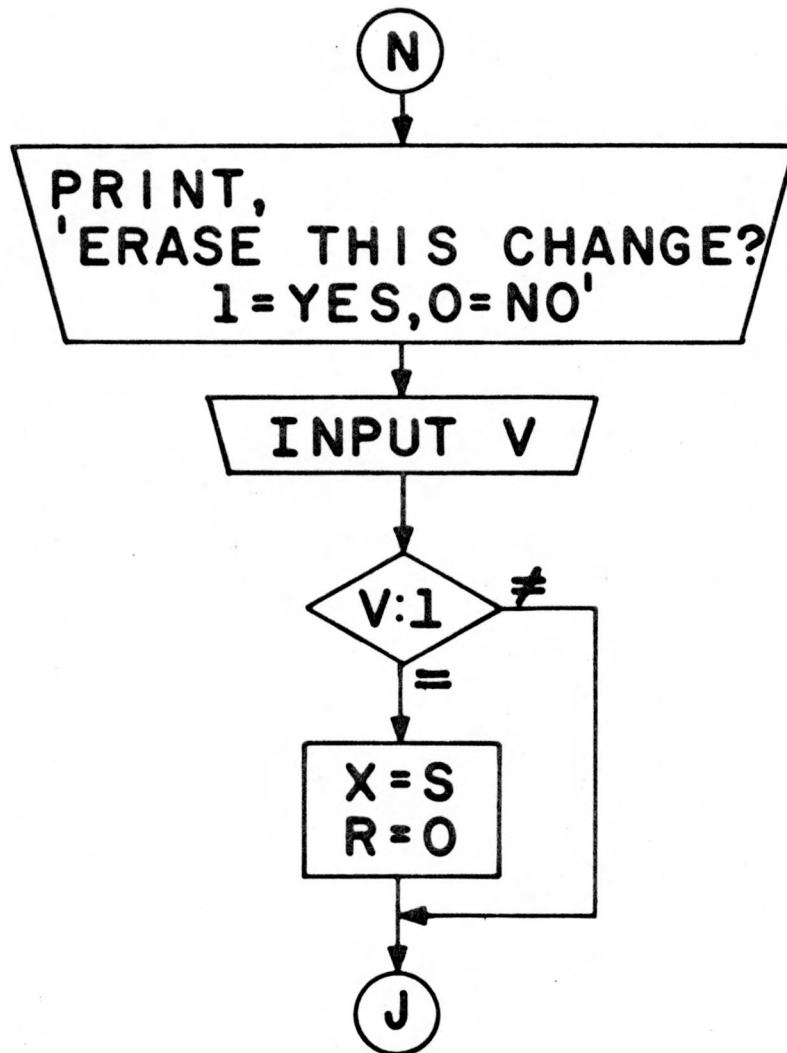 N
PRINT,
'ERASE THIS CHANGE?
1=YES,0=NO'
INPUT V
V:1
≠
=
X=S
R=0
J